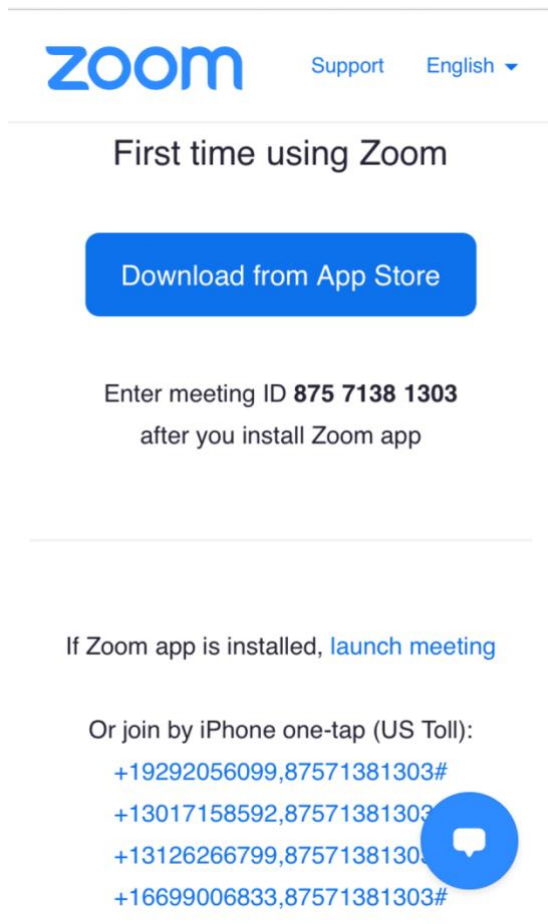 zoom
Support English
First time using Zoom
Download from App Store
Enter meeting ID 875 7138 1303
after you install Zoom app
If Zoom app is installed, launch meeting
Or join by iPhone one-tap (US Toll):
+19292056099,87571381303#
+13017158592,8757138130
+13126266799,8757138130
+16699006833,87571381303#